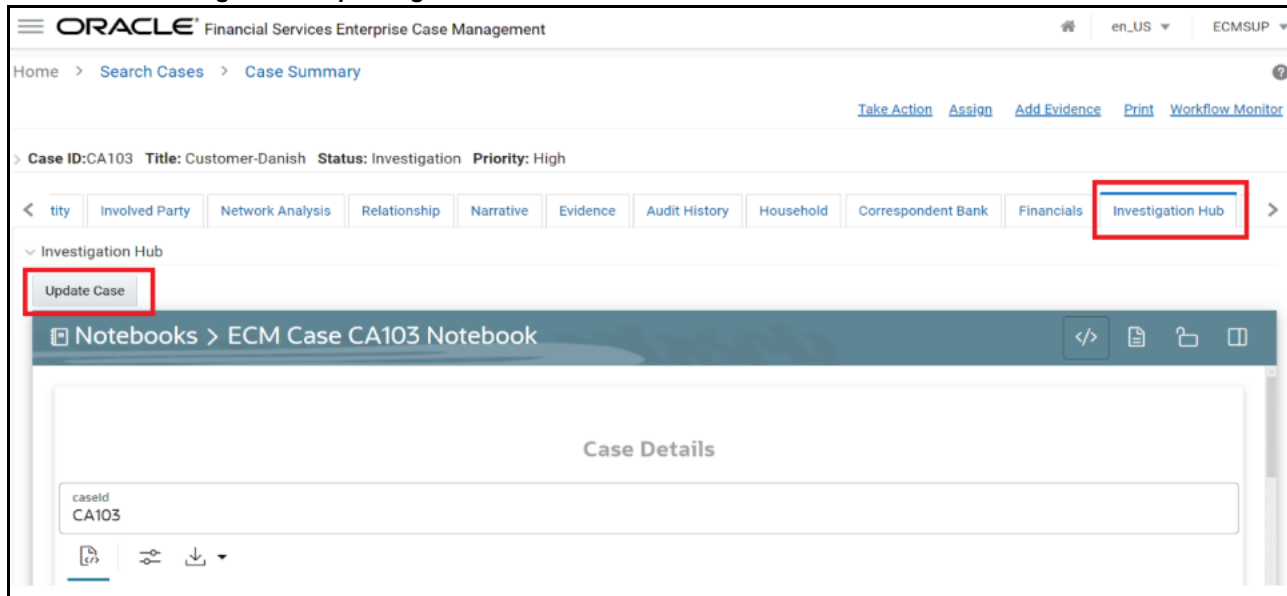 ORACLE Financial Services Enterprise Case Management en_US ECMSUP
Home > Search Cases > Case Summary
Take Action Assign Add Evidence Print Workflow Monitor
Case ID:CA103 Title: Customer-Danish Status: Investigation Priority: High
tity Involved Party Network Analysis Relationship Narrative Evidence Audit History Household Correspondent Bank Financials Investigation Hub
Investigation Hub
Update Case
Notebooks > ECM Case CA103 Notebook
Case Details
caseId
CA103